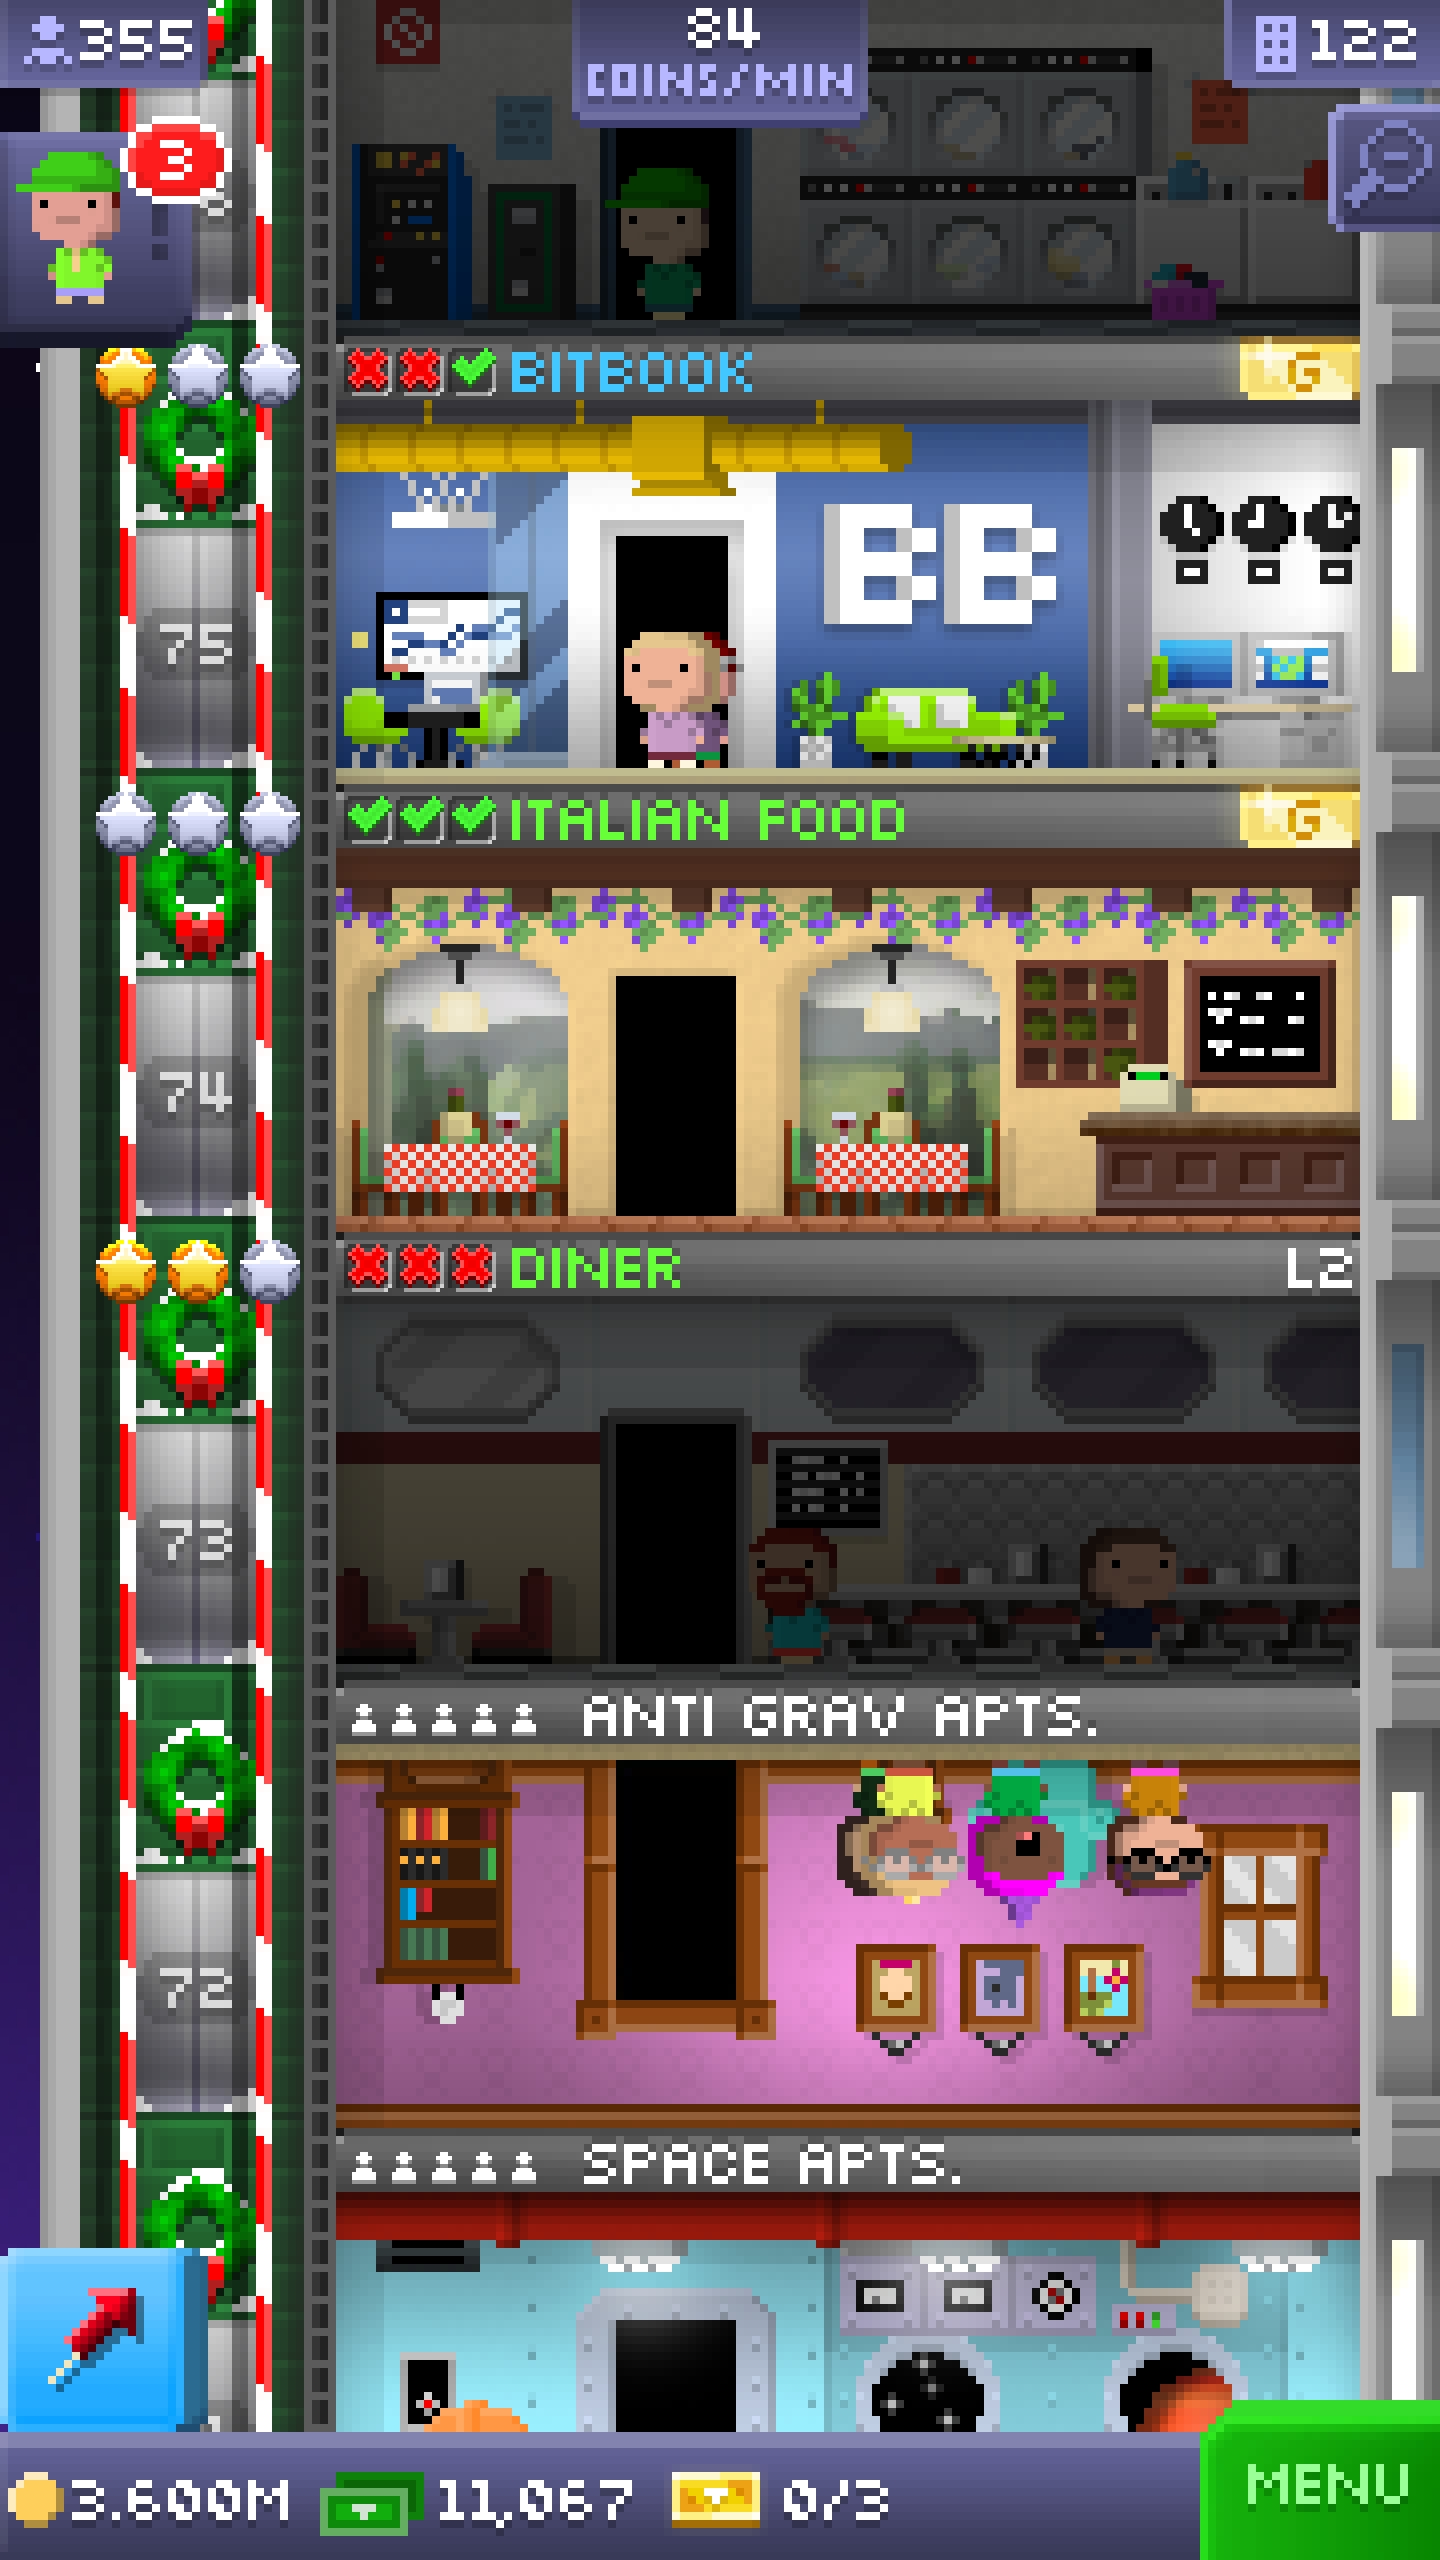 355
84
COINS/MIN
122
3
BITBOOK
G
BB
75
ITALIAN FOOD
G
74
DINER
L2
73
ANTI GRAV APTS.
72
SPACE APTS.
3.600M
11,067
0/3
MENU